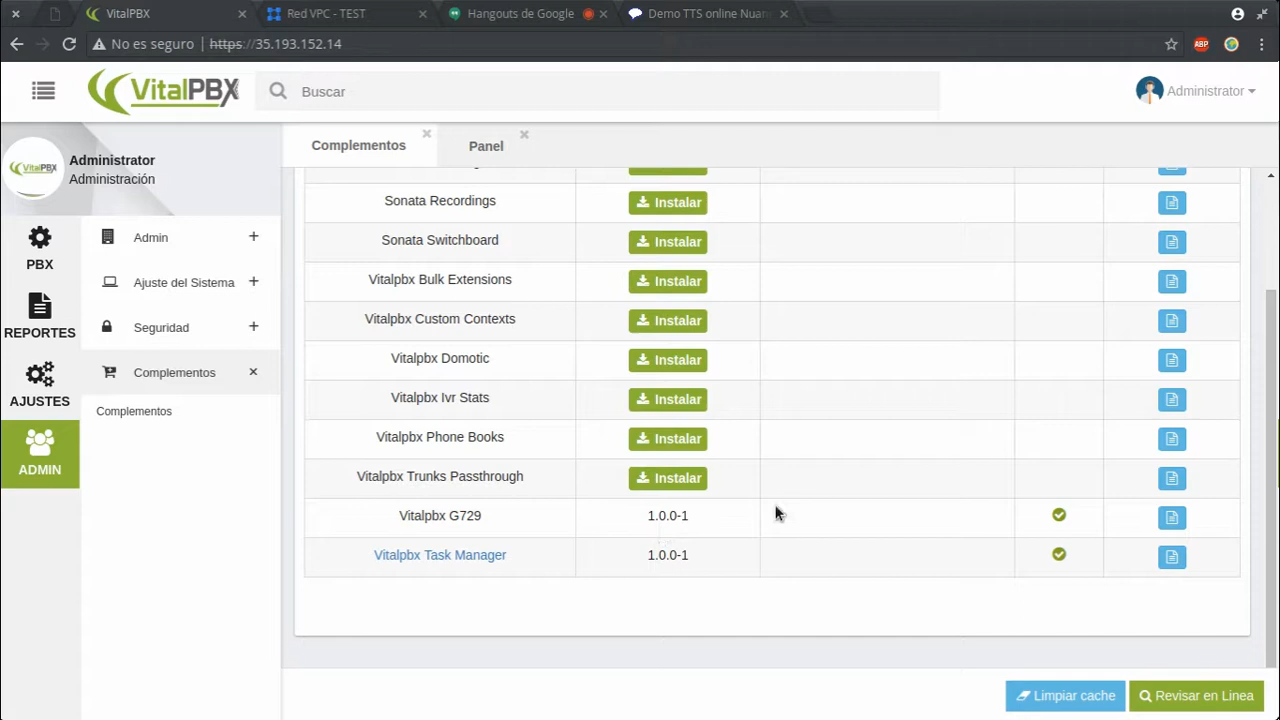 VitalPBX
Red VPC - TEST
Hangouts de Google
Demo TTS online Nuan
No es seguro
https://35.193.152.14
ABP
VitalPBX
Buscar
Administrator
VitalPBX
Administrator
Administración
Complementos
Panel
PBX
REPORTES
AJUSTES
ADMIN
Admin
Ajuste del Sistema
Seguridad
Complementos
Complementos
Sonata Recordings Instalar
Sonata Switchboard Instalar
Vitalpbx Bulk Extensions Instalar
Vitalpbx Custom Contexts Instalar
Vitalpbx Domotic Instalar
Vitalpbx Ivr Stats Instalar
Vitalpbx Phone Books Instalar
Vitalpbx Trunks Passthrough Instalar
Vitalpbx G729 1.0.0-1
Vitalpbx Task Manager 1.0.0-1
Limpiar cache
Revisar en Linea